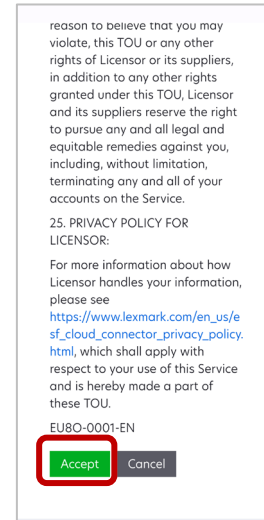 reason to believe that you may
violate, this TOU or any other
rights of Licensor or its suppliers,
in addition to any other rights
granted under this TOU, Licensor
and its suppliers reserve the right
to pursue any and all legal and
equitable remedies against you,
including, without limitation,
terminating any and all of your
accounts on the Service.
25. PRIVACY POLICY FOR
LICENSOR:
For more information about how
Licensor handles your information,
please see
https://www.lexmark.com/en_us/e
sf_cloud_connector_privacy_policy.
html, which shall apply with
respect to your use of this Service
and is hereby made a part of
these TOU.
EU8O-0001-EN
Accept Cancel